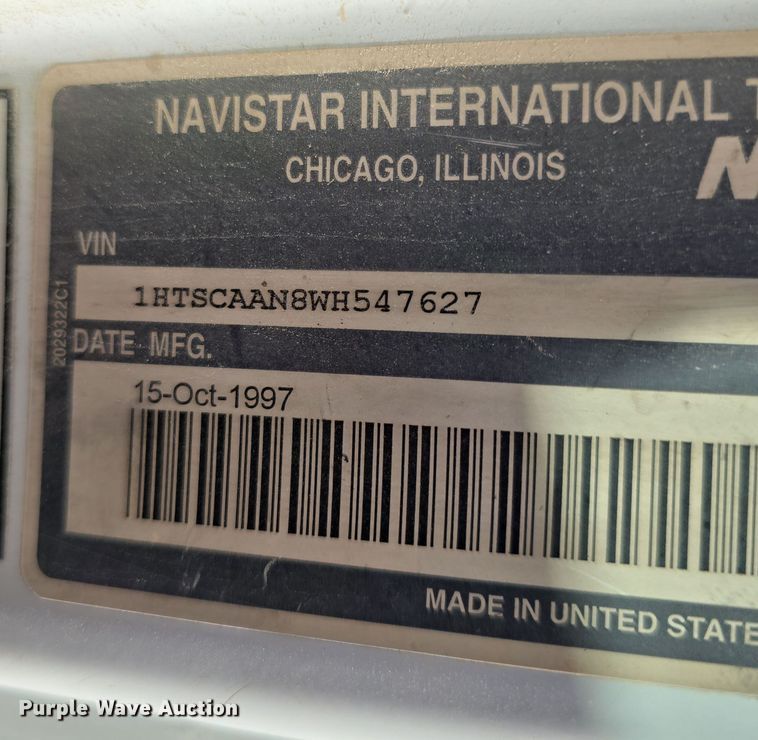 NAVISTAR INTERNATIONAL T
CHICAGO, ILLINOIS
N
VIN
1HTSCAAN8WH547627
2029322C1
DATE MFG.
15-Oct-1997
MADE IN UNITED STATE
Purple Wave Auction